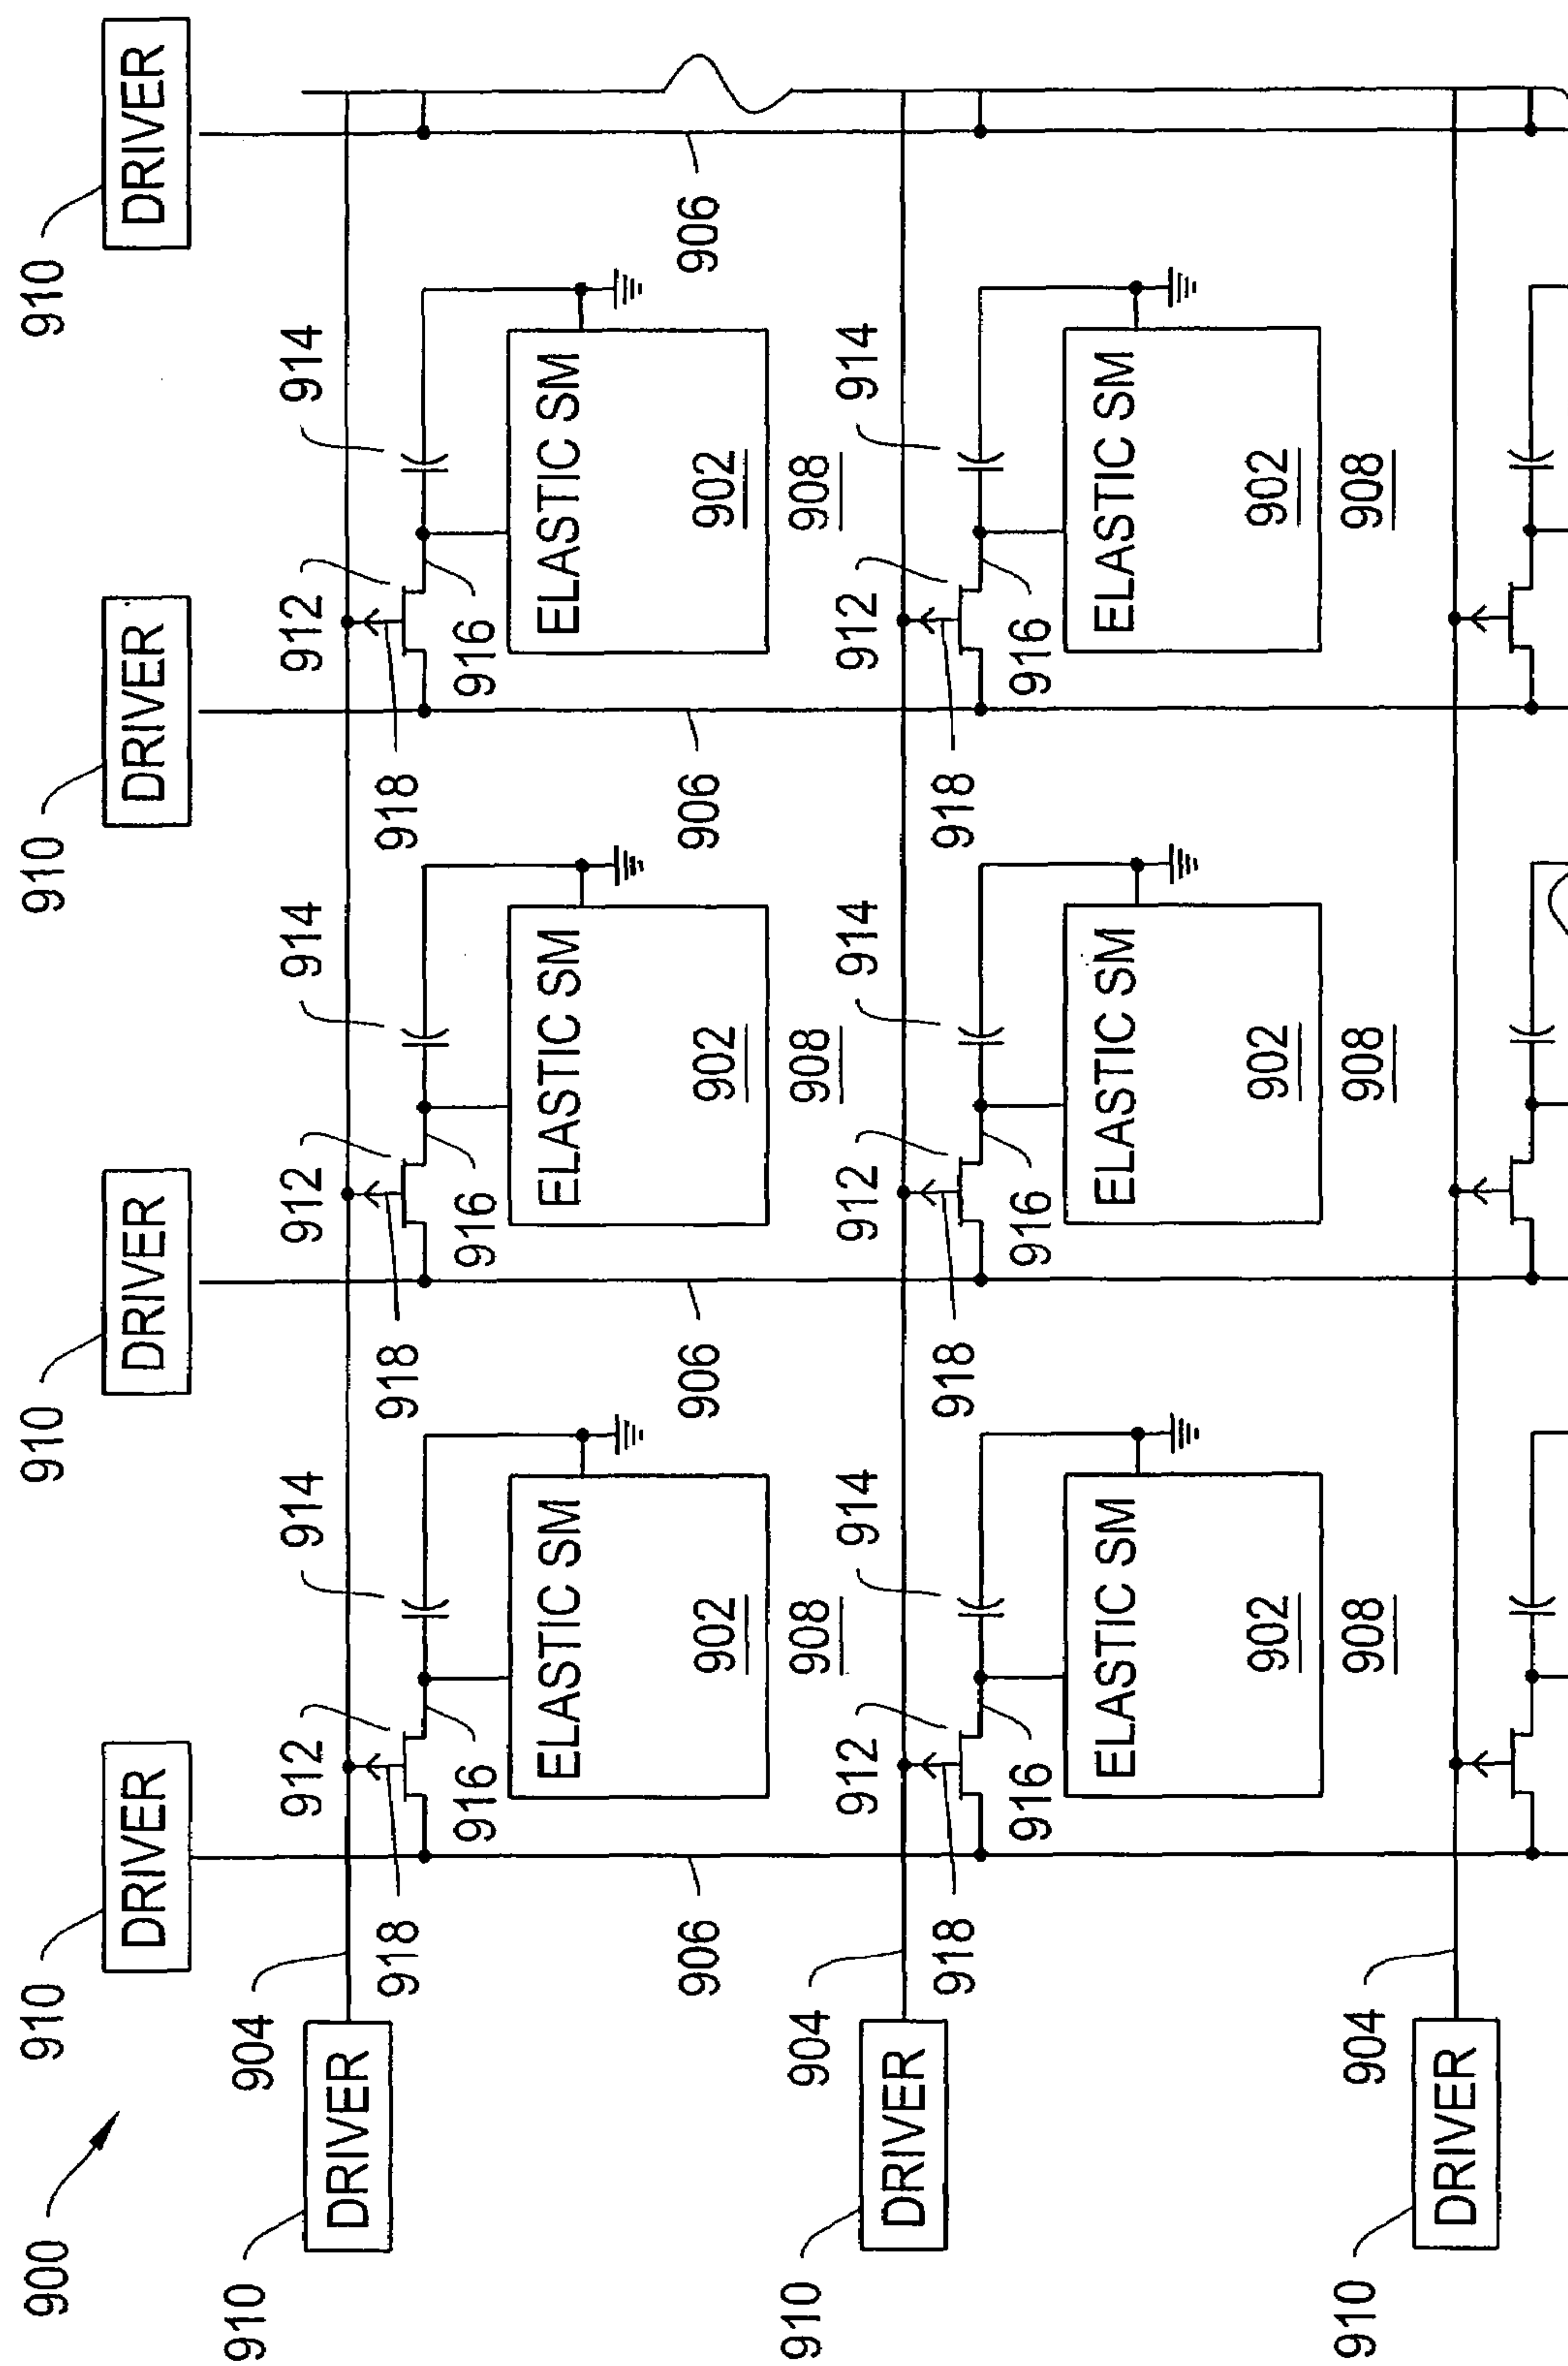 900 910 910 910 910
DRIVER DRIVER DRIVER DRIVER
910 904
912 914 912 914 912 914
DRIVER
918 918 918
916 916 916
ELASTIC SM ELASTIC SM ELASTIC SM
906 902 906 902 906 902 906
908 908 908
910 904
912 914 912 914 912 914
DRIVER
918 918 918
916 916 916
ELASTIC SM ELASTIC SM ELASTIC SM
902 902 902
910 904 908 908 908
DRIVER